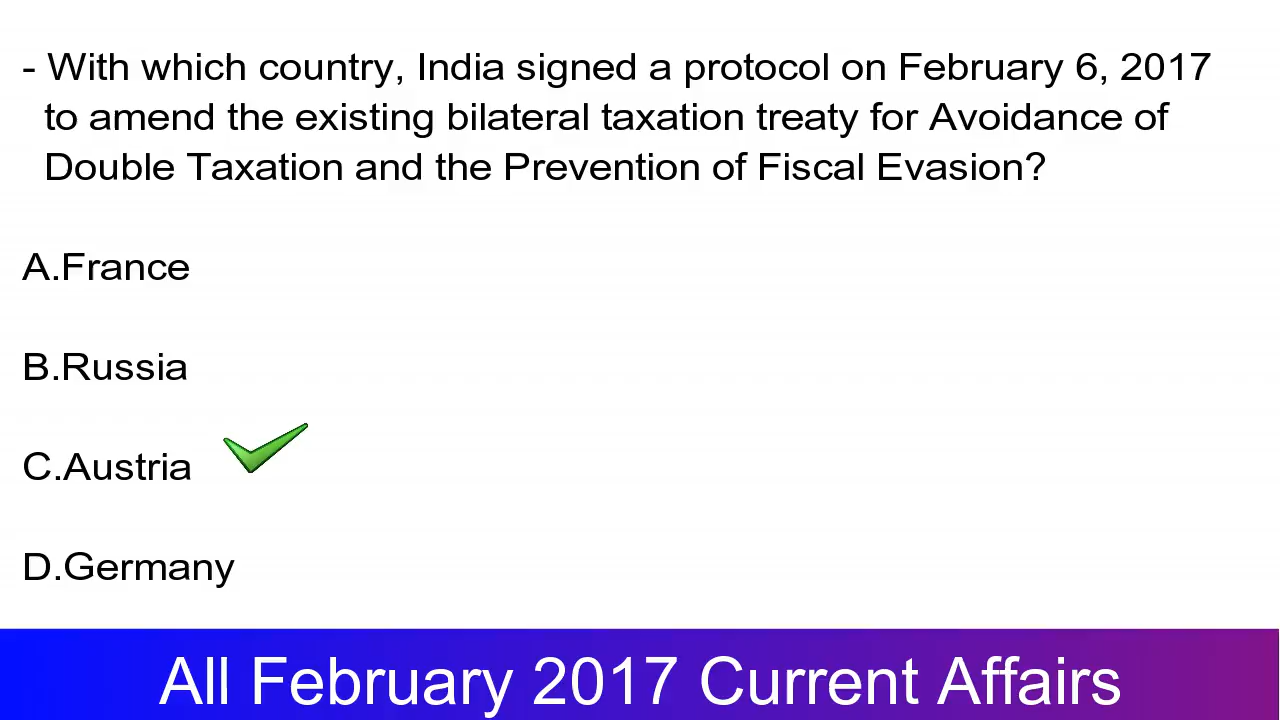 - With which country, India signed a protocol on February 6, 2017
to amend the existing bilateral taxation treaty for Avoidance of
Double Taxation and the Prevention of Fiscal Evasion?
A.France
B.Russia
C.Austria
D.Germany
All February 2017 Current Affairs